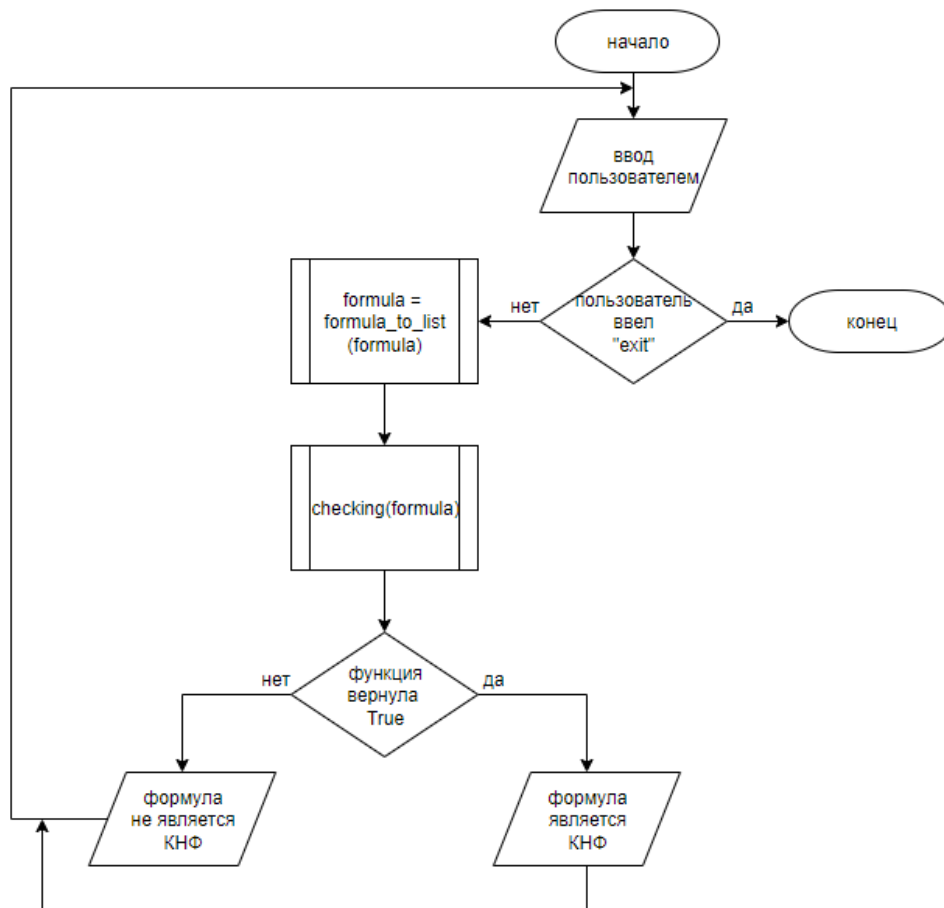 начало
ввод
пользователем
пользователь
ввел
"exit"
нет
да
конец
formula =
formula_to_list
(formula)
checking(formula)
функция
вернула
True
нет
да
формула
не является
КНФ
формула
является
КНФ